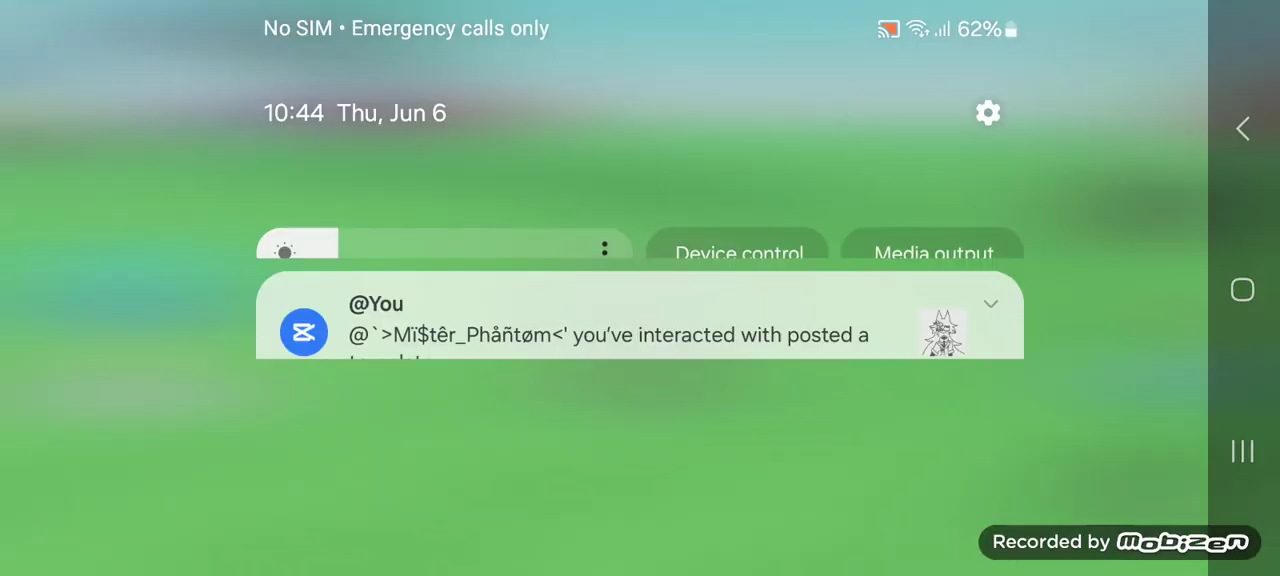 No SIM • Emergency calls only
62%
10:44 Thu, Jun 6
Device control
Media output
@You
@`>Mï$têr_Phåñtøm<' you've interacted with posted a
Recorded by mobizen